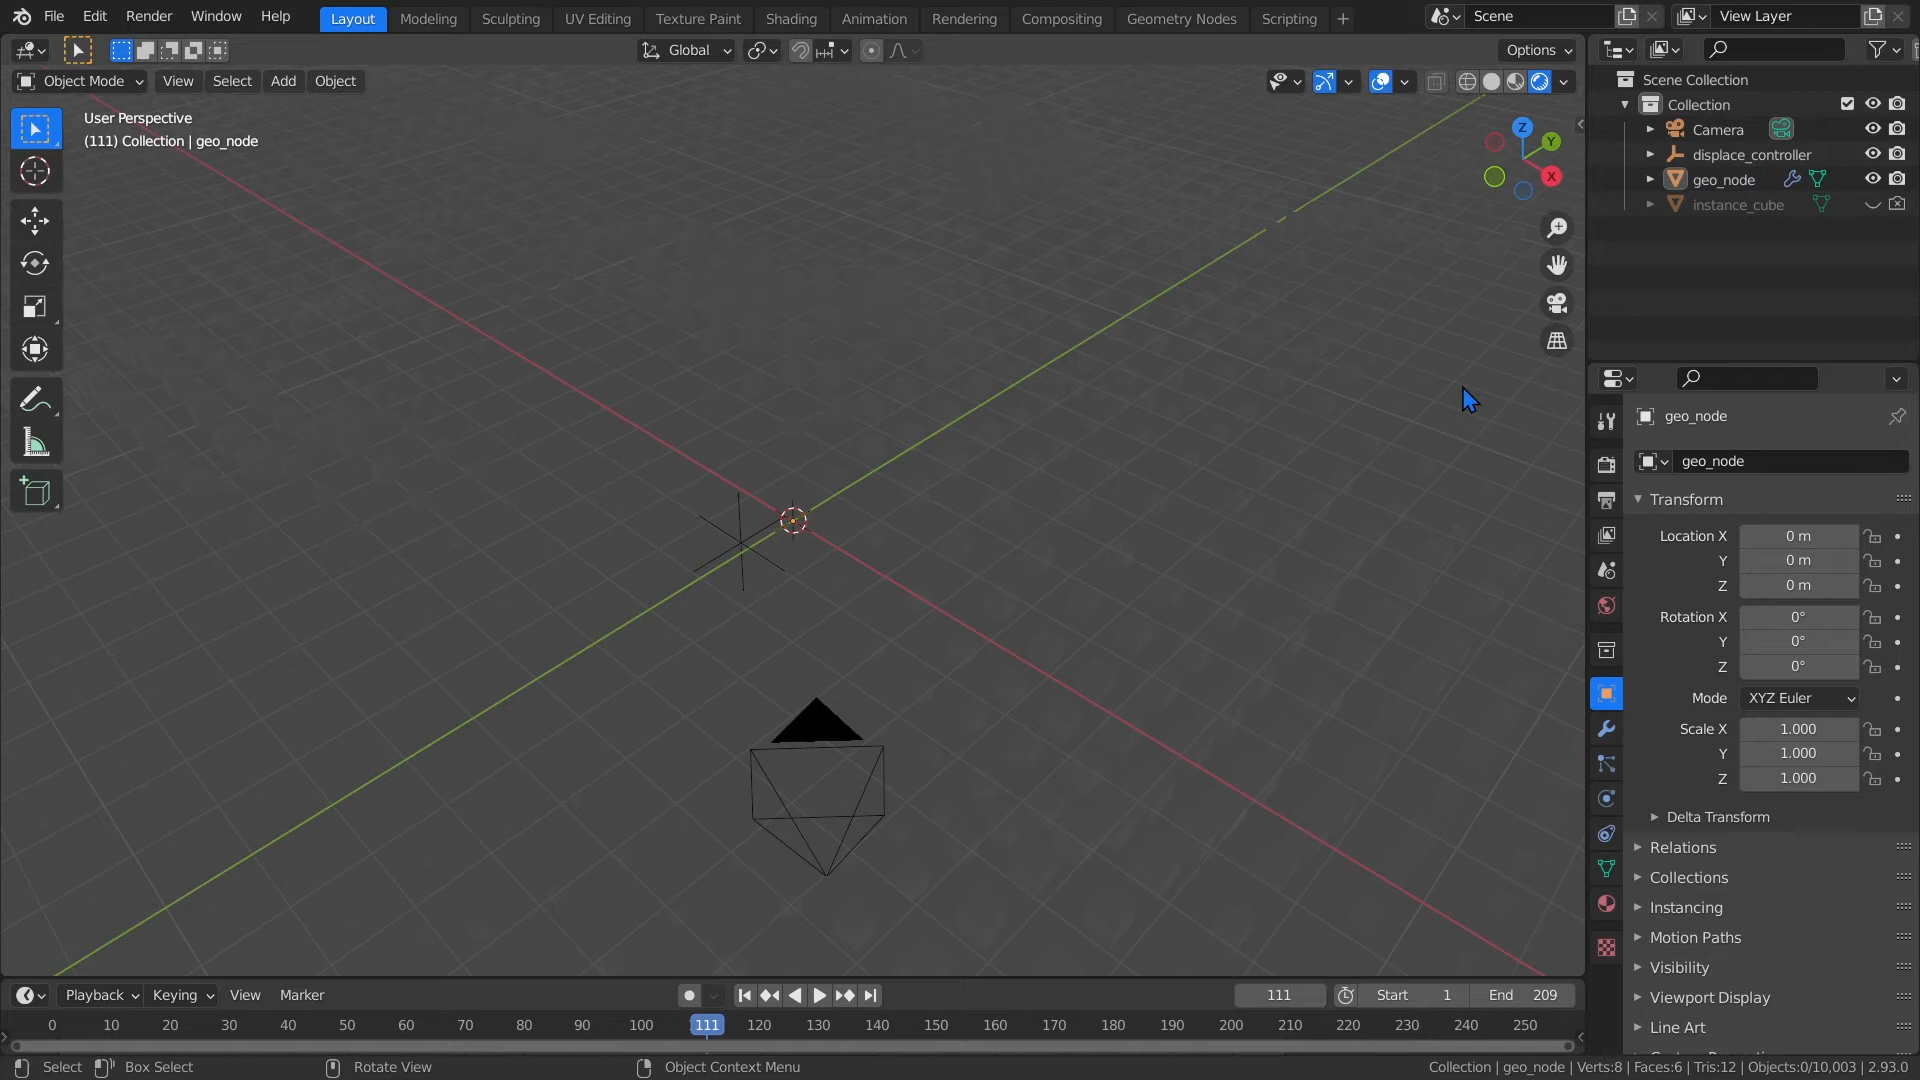 File Edit Render Window Help Layout Modeling Sculpting UV Editing Texture Paint Shading Animation Rendering Compositing Geometry Nodes Scripting + Scene View Layer
Global Options
Object Mode View Select Add Object
User Perspective
(111) Collection | geo_node
Z
Y
X
Scene Collection
Collection
Camera
displace_controller
geo_node
instance_cube
geo_node
geo_node
Transform
Location X 0 m
Y 0 m
Z 0 m
Rotation X 0°
Y 0°
Z 0°
Mode XYZ Euler
Scale X 1.000
Y 1.000
Z 1.000
Delta Transform
Relations
Collections
Instancing
Motion Paths
Visibility
Viewport Display
Line Art
Playback Keying View Marker 111 Start 1 End 209
0 10 20 30 40 50 60 70 80 90 100 111 120 130 140 150 160 170 180 190 200 210 220 230 240 250
Select Box Select Rotate View Object Context Menu Collection | geo_node | Verts:8 | Faces:6 | Tris:12 | Objects:0/10,003 | 2.93.0